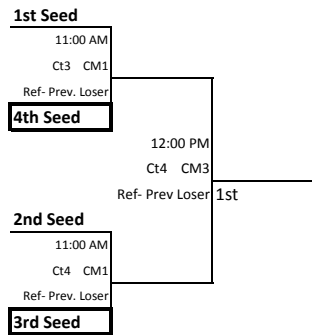 1st Seed
11:00 AM
Ct3 CM1
Ref- Prev. Loser
4th Seed
12:00 PM
Ct4 CM3
Ref- Prev Loser 1st
2nd Seed
11:00 AM
Ct4 CM1
Ref- Prev. Loser
3rd Seed